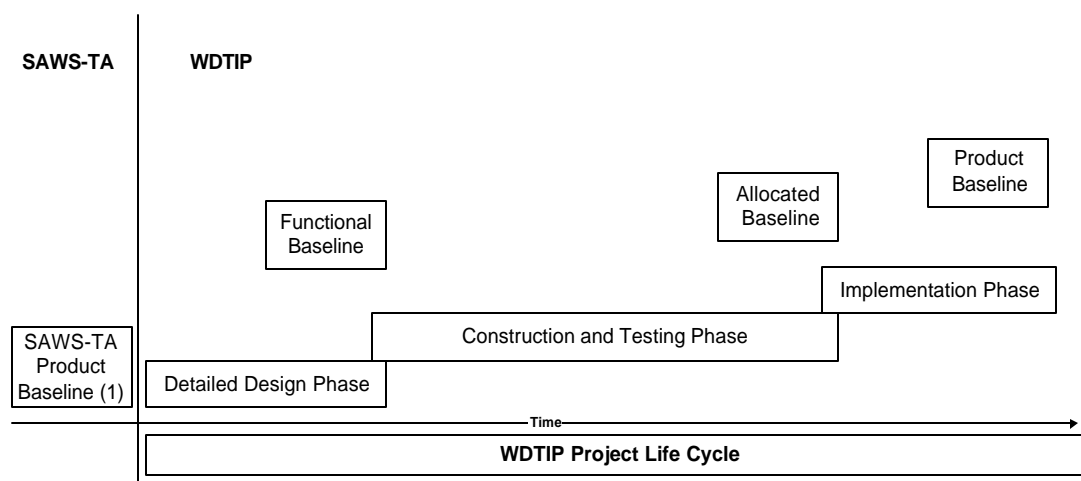 SAWS-TA
WDTIP
Product
Baseline
Allocated
Baseline
Functional
Baseline
Implementation Phase
Construction and Testing Phase
SAWS-TA
Product
Baseline (1)
Detailed Design Phase
Time
WDTIP Project Life Cycle